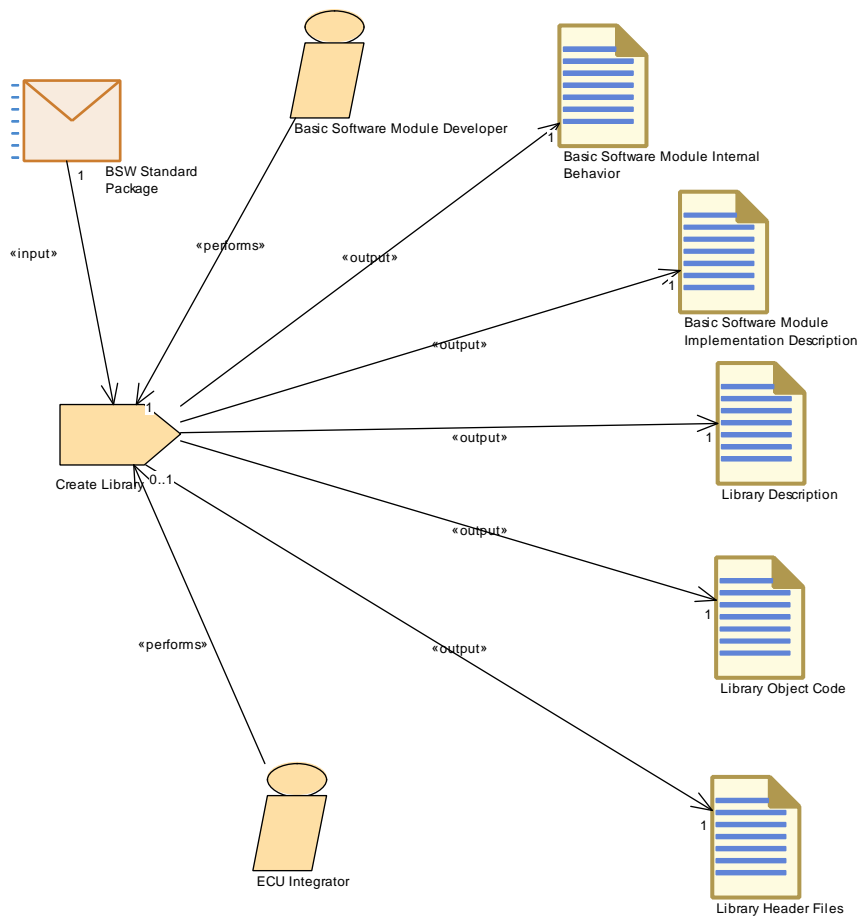 Basic Software Module Developer
1
Basic Software Module Internal
Behavior
1
BSW Standard
Package
«input»
«performs»
«output»
1
Basic Software Module
Implementation Description
«output»
1
Create Library
0..1
«output»
1
Library Description
«output»
1
Library Object Code
«performs»
«output»
1
Library Header Files
ECU Integrator